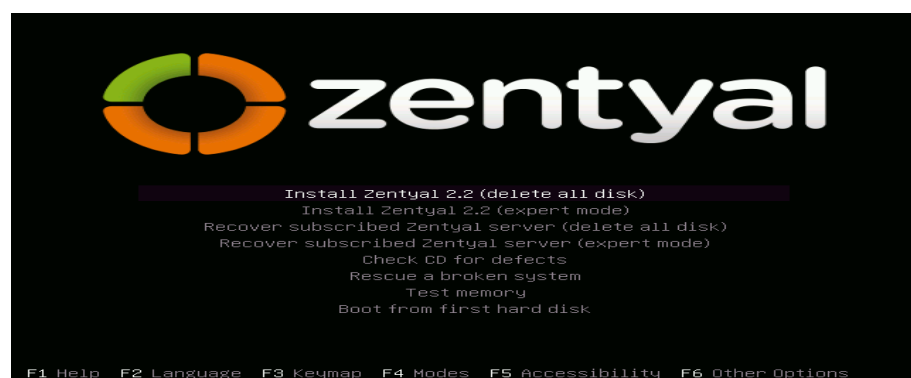 zentyal
Install Zentyal 2.2 (delete all disk)
Install Zentyal 2.2 (expert mode)
Recover subscribed Zentyal server (delete all disk)
Recover subscribed Zentyal server (expert mode)
Check CD for defects
Rescue a broken system
Test memory
Boot from first hard disk
F1 Help F2 Language F3 Keymap F4 Modes F5 Accessibility F6 Other Options